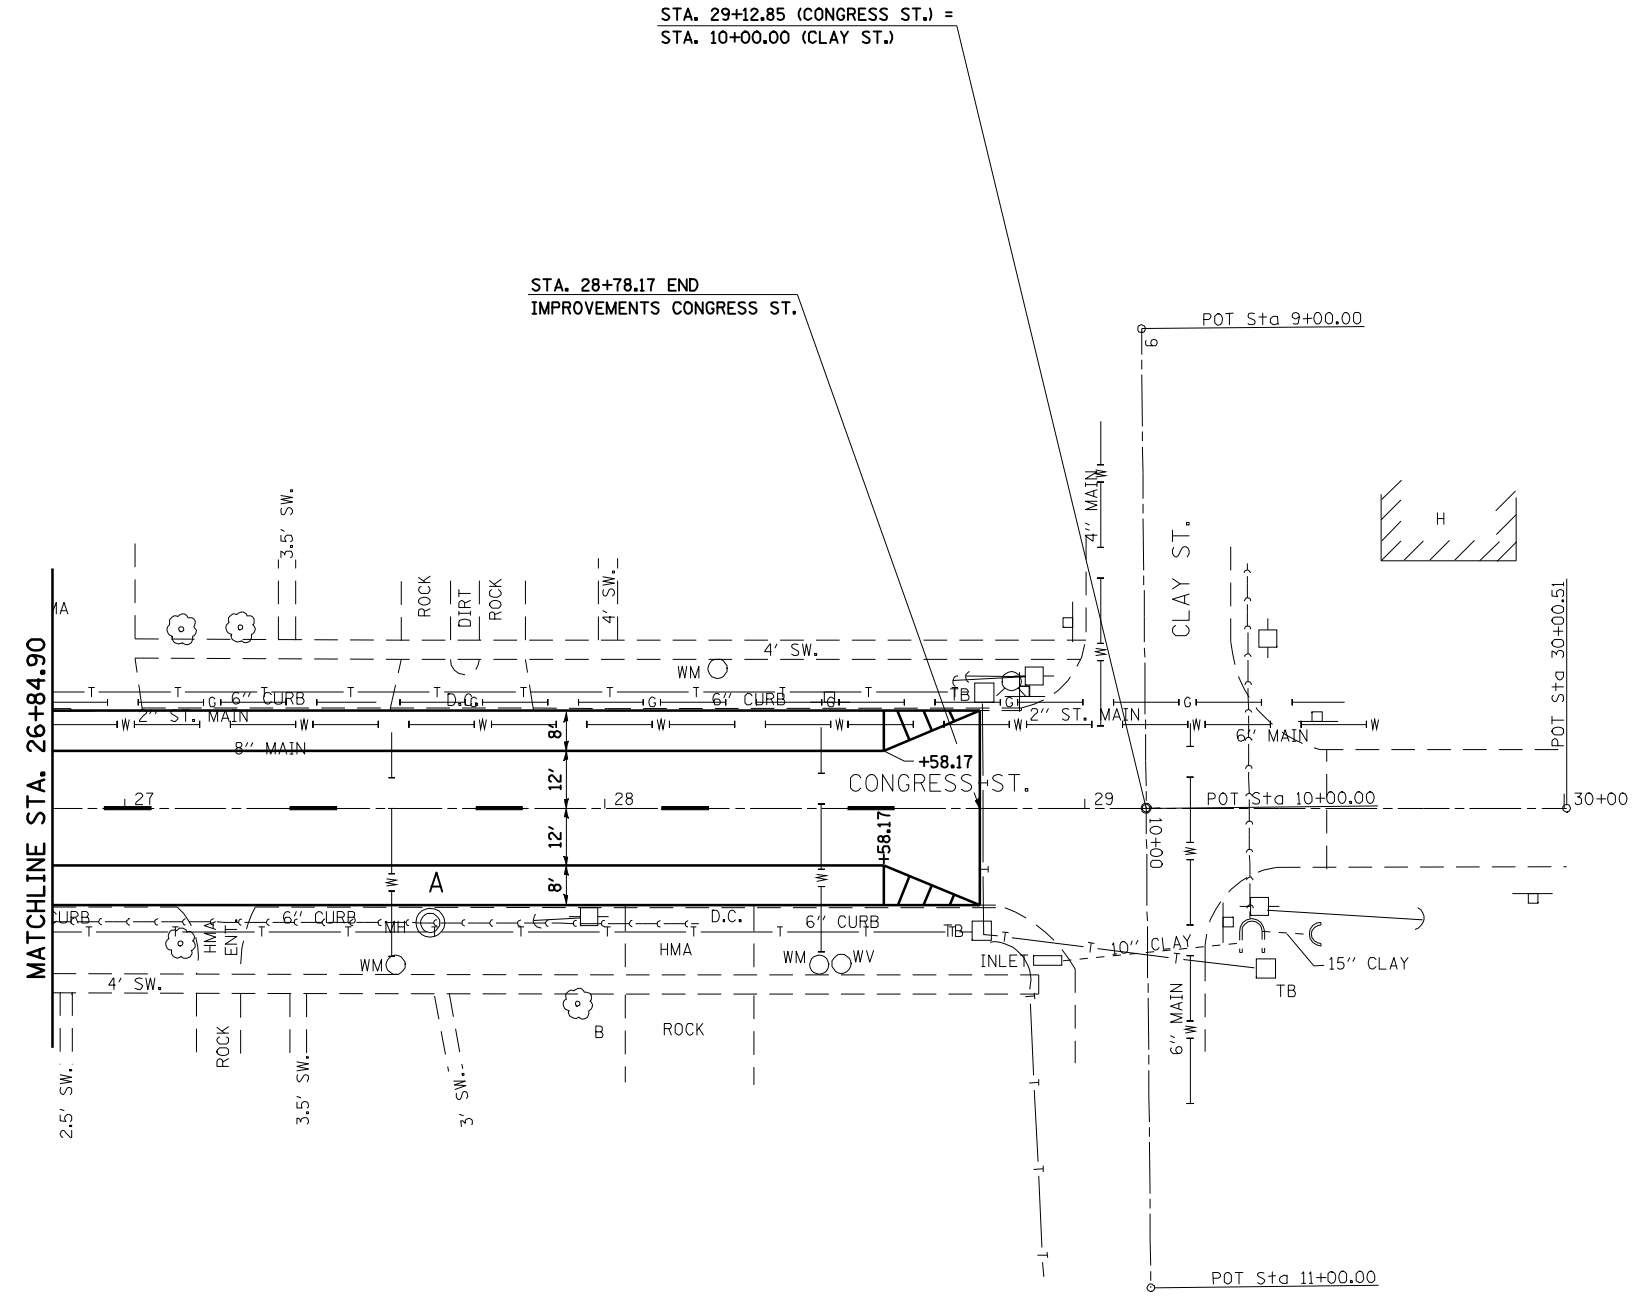 STA. 29+12.85 (CONGRESS ST.) =
STA. 10+00.00 (CLAY ST.)
STA. 28+78.17 END
IMPROVEMENTS CONGRESS ST.
POT Sta 9+00.00
9
4'' MAIN
W
CLAY ST.
H
POT Sta 30+00.51
3.5' SW.
ROCK
DIRT
ROCK
4' SW.
4' SW.
WM
W
MATCHLINE STA. 26+84.90
T T T T T T T T T T
G 6'' CURB D.C. G G 6'' CURB G TB G G
2'' ST. MAIN 2'' ST. MAIN
W W W W W W W W
8'' MAIN
6'' MAIN
8'
12'
+58.17
CONGRESS ST.
27 28 29
POT Sta 10+00.00
30+00
10+00
12'
8'
+58.17
A
W
W
W
T
CURB 6'' CURB D.C. 6'' CURB
MH
T T T T T T T T T
HMA
ENT.
HMA
TB
T
T
T
10'' CLAY
INLET
15'' CLAY
WM
WM
WV
TB
4' SW.
B
ROCK
ROCK
6'' MAIN
W
2.5' SW.
3.5' SW.
3' SW.
T
T
T
T
POT Sta 11+00.00